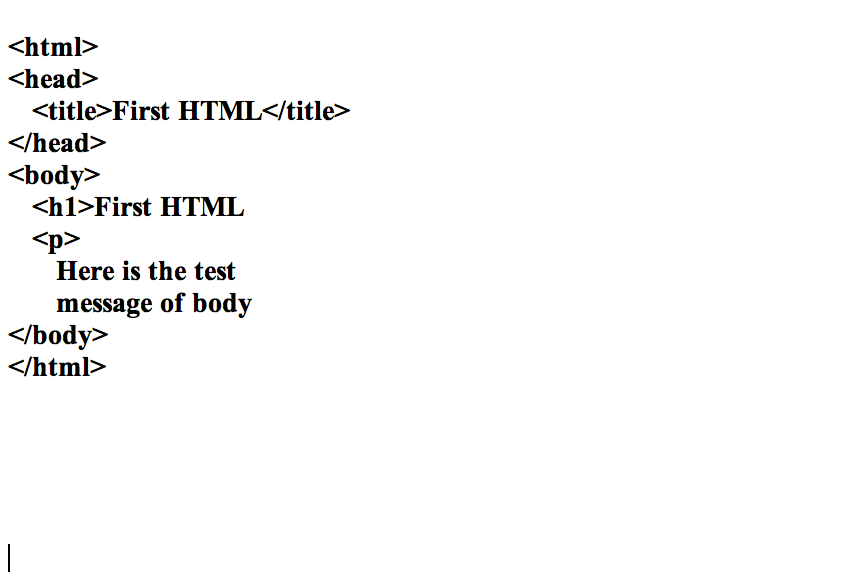 <html>
<head>
<title>First HTML</title>
</head>
<body>
<h1>First HTML
<p>
Here is the test
message of body
</body>
</html>